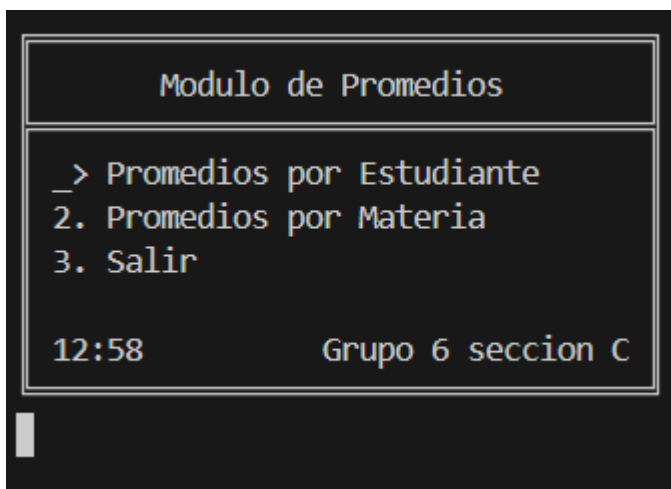 Modulo de Promedios
_> Promedios por Estudiante
2. Promedios por Materia
3. Salir
12:58 Grupo 6 seccion C